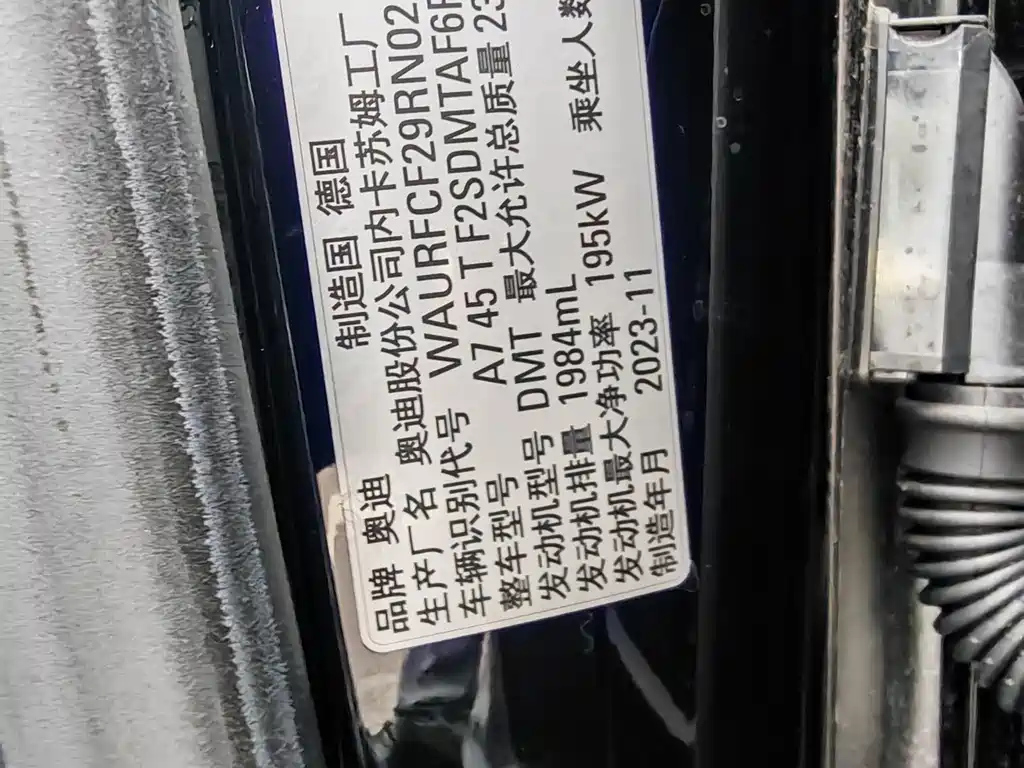 品牌 奥迪 制造国 德国
生产厂名 奥迪股份公司内卡苏姆工厂
车辆识别代号 WAURFCF29RN02
整车型号 A7 45 T F2SDMTAF6
发动机型号 DMT 最大允许总质量 23
发动机排量 1984mL
发动机最大净功率 195kW 乘坐人数
制造年月 2023-11